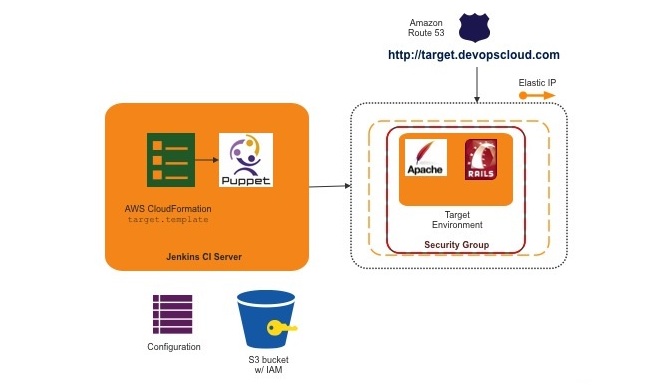 Amazon
Route 53
http://target.devopscloud.com
Elastic IP
Puppet
AWS CloudFormation
target.template
Jenkins CI Server
Apache
RAILS
Target
Environment
Security Group
Configuration
S3 bucket
w/ IAM